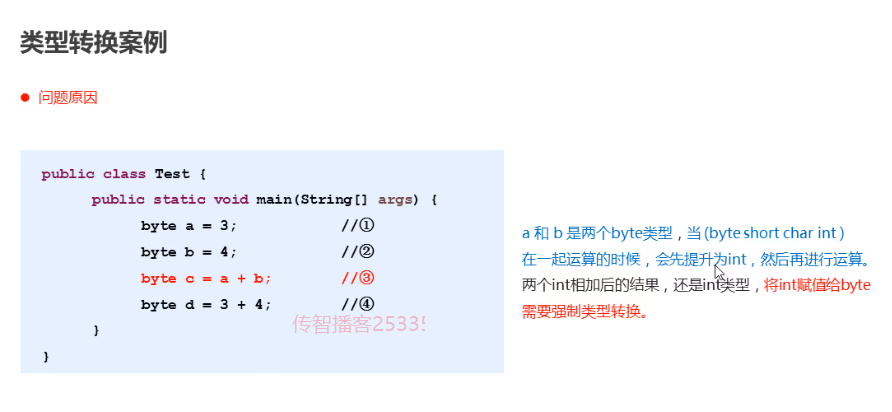 类型转换案例
● 问题原因
public class Test {
public static void main(String[] args) {
byte a = 3; //①
byte b = 4; //②
byte c = a + b; //③
byte d = 3 + 4; //④
}
}
传智播客25335
a 和 b 是两个byte类型，当 (byte short char int )
在一起运算的时候，会先提升为int，然后再进行运算。
两个int相加后的结果，还是int类型，将int赋值给byte
需要强制类型转换。